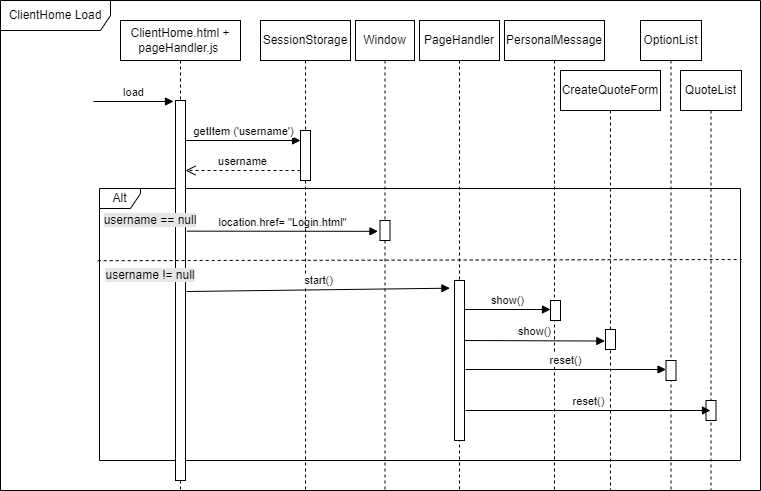 ClientHome Load
ClientHome.html +
pageHandler.js
SessionStorage
Window
PageHandler
PersonalMessage
OptionList
CreateQuoteForm
QuoteList
load
getItem ('username')
username
Alt
username == null
location.href= "Login.html"
username != null
start()
show()
show()
reset()
reset()